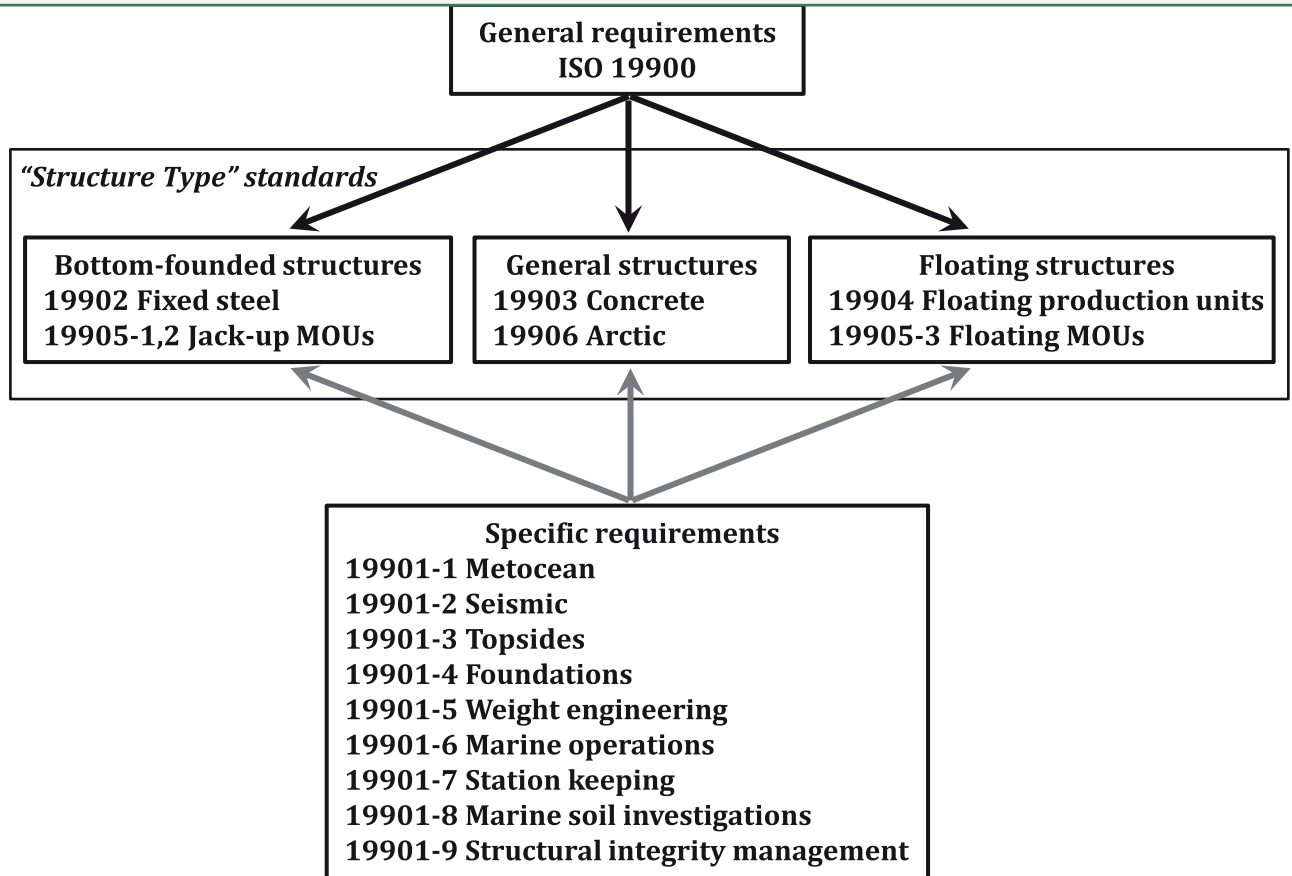 General requirements
ISO 19900
“Structure Type” standards
Bottom-founded structures
19902 Fixed steel
19905-1,2 Jack-up MOUs
General structures
19903 Concrete
19906 Arctic
Floating structures
19904 Floating production units
19905-3 Floating MOUs
Specific requirements
19901-1 Metocean
19901-2 Seismic
19901-3 Topsides
19901-4 Foundations
19901-5 Weight engineering
19901-6 Marine operations
19901-7 Station keeping
19901-8 Marine soil investigations
19901-9 Structural integrity management